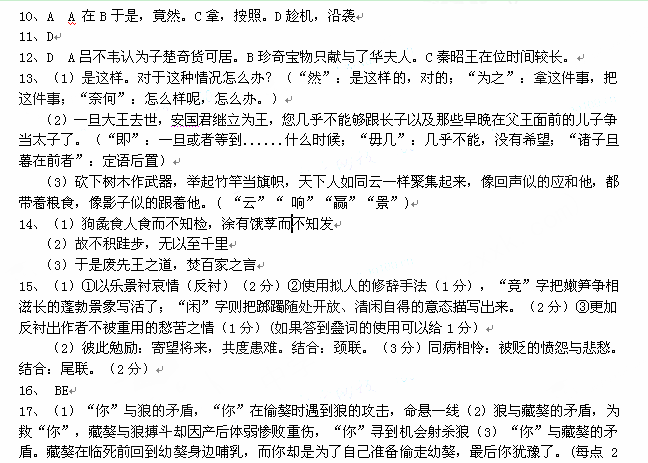 10、A  A 在 B 于是，竟然。C 拿，按照。D 趁机，沿袭
11、D
12、D  A 吕不韦认为子楚奇货可居。B 珍奇宝物只献与了华夫人。C 秦昭王在位时间较长。
13、（1）是这样。对于这种情况怎么办？（“然”：是这样的，对的；“为之”：拿这件事，把
这件事；“奈何”：怎么样呢，怎么办。）
（2）一旦大王去世，安国君继立为王，您几乎不能够跟长子以及那些早晚在父王面前的儿子争
当太子了。（“即”：一旦或者等到......什么时候；“毋几”：几乎不能，没有希望；“诸子旦
暮在前者”：定语后置）
（3）砍下树木作武器，举起竹竿当旗帜，天下人如同云一样聚集起来，像回声似的应和他，都
带着粮食，像影子似的跟着他。（ “云”“ 响”“赢”“景”)
14、（1）狗彘食人食而不知检，涂有饿莩而不知发
（2）故不积跬步，无以至千里
（3）于是废先王之道，焚百家之言
15、（1）①以乐景衬哀情（反衬）（2 分）②使用拟人的修辞手法（1 分），“竞”字把嫩笋争相
滋长的蓬勃景象写活了；“闲”字则把踯躅随处开放、清闲自得的意态描写出来。（2 分）③更加
反衬出作者不被重用的愁苦之情（1 分）(如果答到叠词的使用可以给 1 分）
（2）彼此勉励：寄望将来，共度患难。结合：颈联。（3 分）同病相怜：被贬的愤怨与悲愁。
结合：尾联。（2 分）
16、 BE
17、（1）“你”与狼的矛盾，“你”在偷獒时遇到狼的攻击，命悬一线（2）狼与藏獒的矛盾，为
救“你”，藏獒与狼搏斗却因产后体弱惨败重伤，“你”寻到机会射杀狼（3）“你”与藏獒的矛
盾。藏獒在临死前回到幼獒身边哺乳，而你却是为了自己准备偷走幼獒，最后你犹豫了。(每点 2